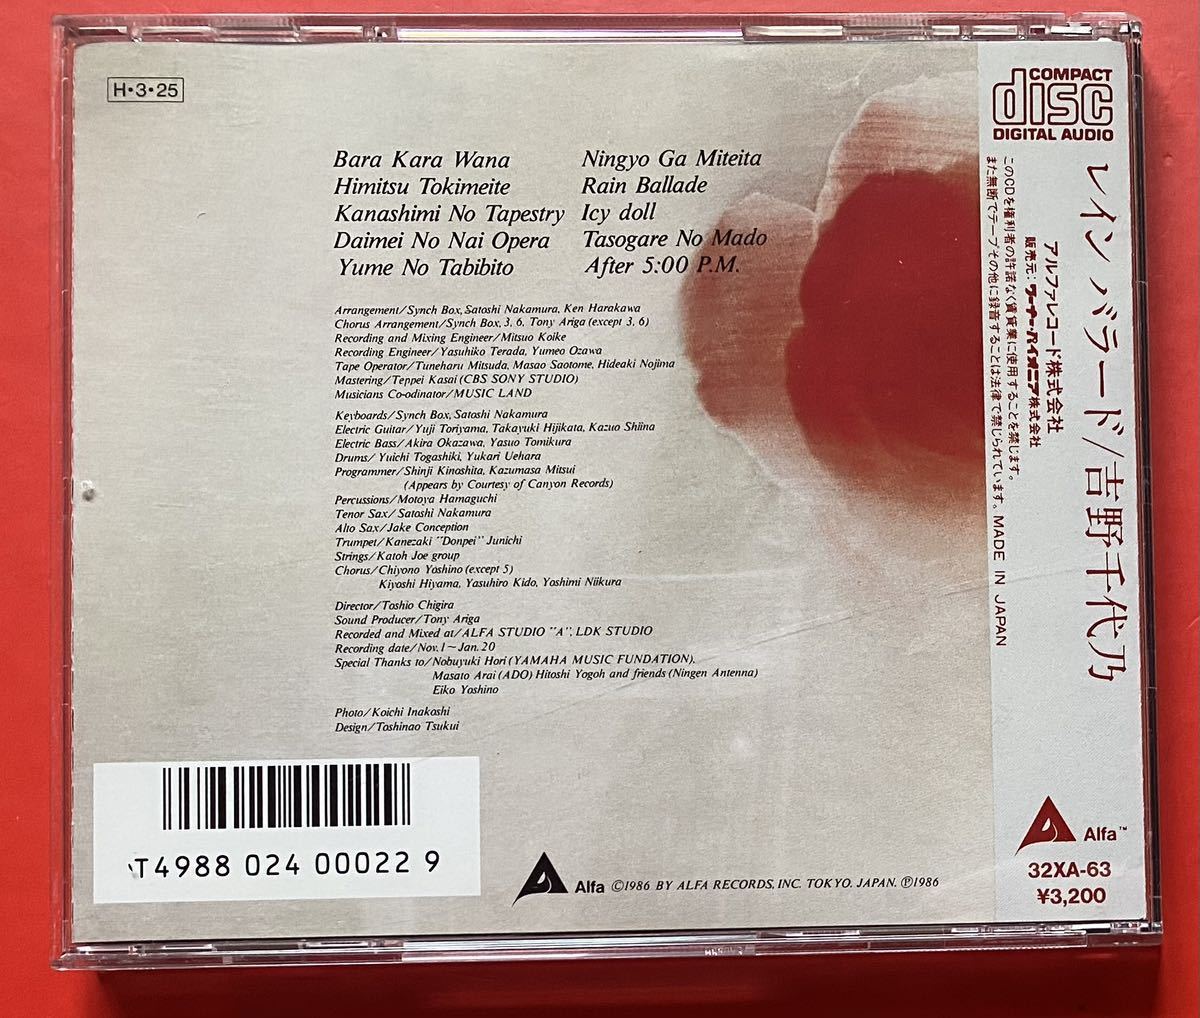 H・3・25
Bara Kara Wana
Himitsu Tokimeite
Kanashimi No Tapestry
Daimei No Nai Opera
Yume No Tabibito
Ningyo Ga Miteita
Rain Ballade
Icy doll
Tasogare No Mado
After 5:00 P.M.
Arrangement/Synch Box, Satoshi Nakamura, Ken Harakawa
Chorus Arrangement/Synch Box, 3, 6, Tony Ariga (except 3, 6)
Recording and Mixing Engineer/Mitsuo Koike
Recording Engineer/Yasuhiko Terada, Yumeo Ozawa
Tape Operator/Tuneharu Mitsuda, Masao Saotome, Hideaki Nojima
Mastering/Teppei Kasai (CBS SONY STUDIO)
Musicians Co-odinator/MUSIC LAND
Keyboards/Synch Box, Satoshi Nakamura
Electric Guitar/Yuji Toriyama, Takayuki Hijikata, Kazuo Shiina
Electric Bass/Akira Okazawa, Yasuo Tomikura
Drums/Yuichi Togashiki, Yukari Uehara
Programmer/Shinji Kinoshita, Kazumasa Mitsui
(Appears by Courtesy of Canyon Records)
Percussions/Motoya Hamaguchi
Tenor Sax/Satoshi Nakamura
Alto Sax/Jake Conception
Trumpet/Kanezaki "Donpei" Junichi
Strings/Katoh Joe group
Chorus/Chiyono Yoshino (except 5)
Kiyoshi Hiyama, Yasuhiro Kido, Yoshimi Niikura
Director/Toshio Chigira
Sound Producer/Tony Ariga
Recorded and Mixed at/ALFA STUDIO "A", LDK STUDIO
Recording date/Nov. 1~Jan. 20
Special Thanks to/Nobuyuki Hori (YAMAHA MUSIC FUNDATION).
Masato Arai (ADO) Hitoshi Yogoh and friends (Ningen Antenna)
Eiko Yoshino
Photo/Koichi Inakoshi
Design/Toshinao Tsukui
T4988 024 00022 9
Alfa ©1986 BY ALFA RECORDS, INC. TOKYO. JAPAN. ℗1986
COMPACT
disc
DIGITAL AUDIO
レイン バラード/吉野千代乃
アルファレコード株式会社
販売元:ワーナー・パイオニア株式会社
このCDを権利者の許諾なく賃貸業に使用することを禁じます。
また無断でテープその他に録音することは法律で禁じられています。MADE IN JAPAN
Alfa™
32XA-63
¥3,200